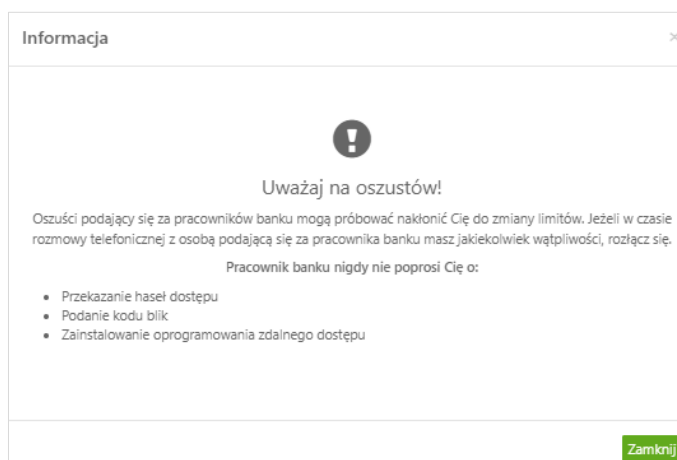 Informacja
×
Uważaj na oszustów!
Oszuści podający się za pracowników banku mogą próbować nakłonić Cię do zmiany limitów. Jeżeli w czasie
rozmowy telefonicznej z osobą podającą się za pracownika banku masz jakiekolwiek wątpliwości, rozłącz się.
Pracownik banku nigdy nie poprosi Cię o:
• Przekazanie haseł dostępu
• Podanie kodu blik
• Zainstalowanie oprogramowania zdalnego dostępu
Zamknij